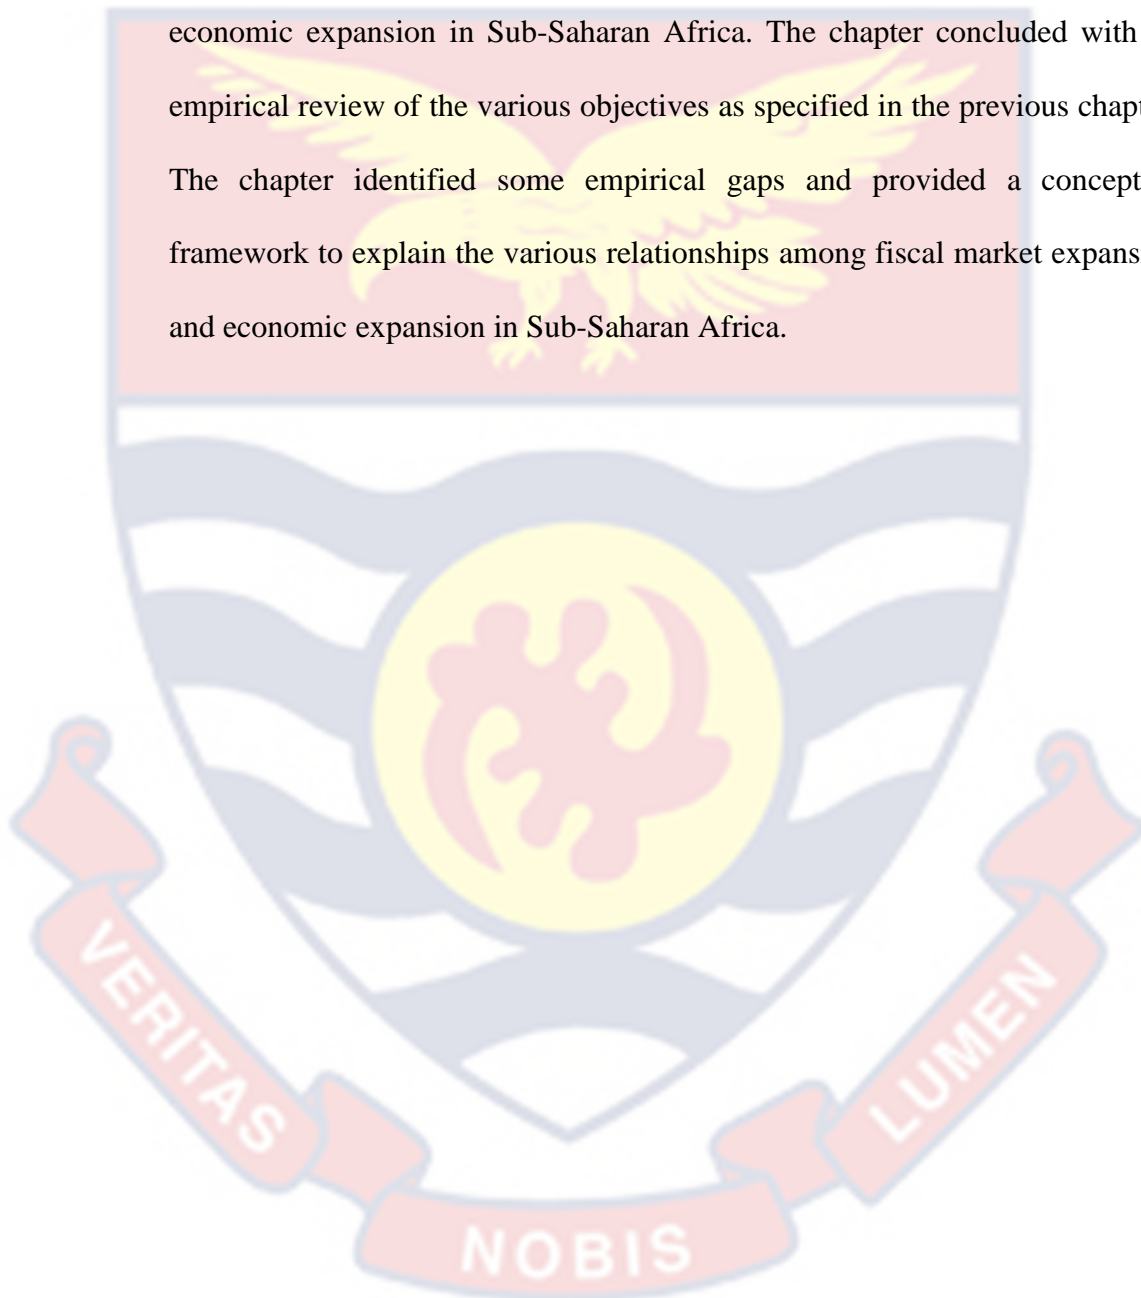 economic expansion in Sub-Saharan Africa. The chapter concluded with
empirical review of the various objectives as specified in the previous chapt
The chapter identified some empirical gaps and provided a concept
framework to explain the various relationships among fiscal market expans
and economic expansion in Sub-Saharan Africa.
VERITAS
NOBIS
LUMEN